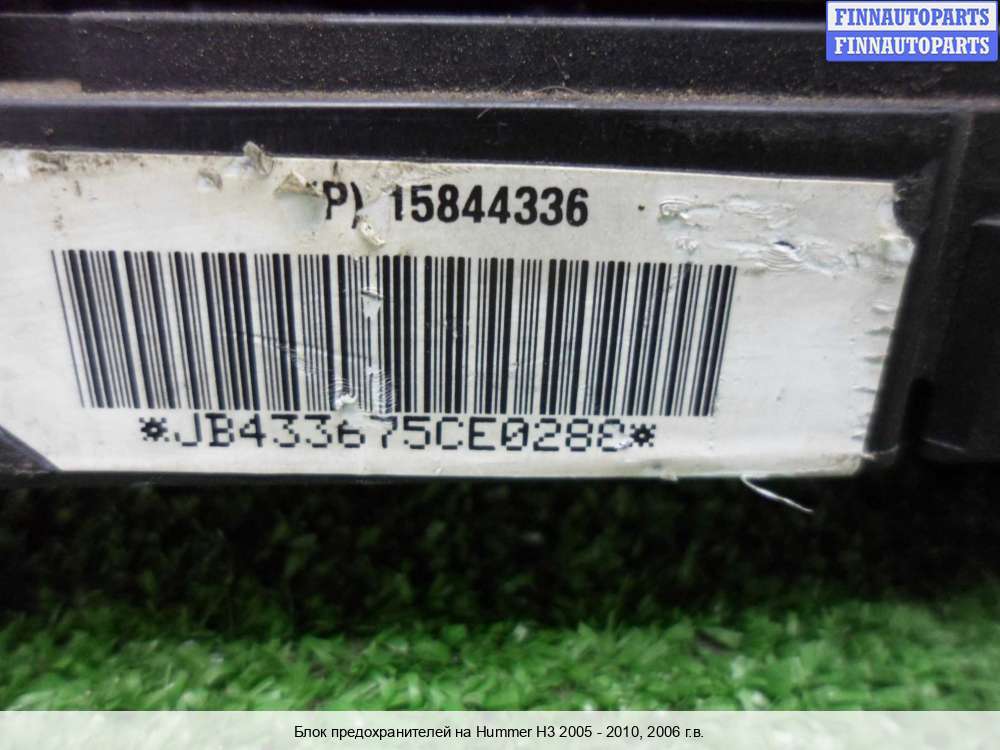 FINNAUTOPARTS
FINNAUTOPARTS
(P) 15844336
*JB433675CE0288*
Блок предохранителей на Hummer H3 2005 - 2010, 2006 г.в.